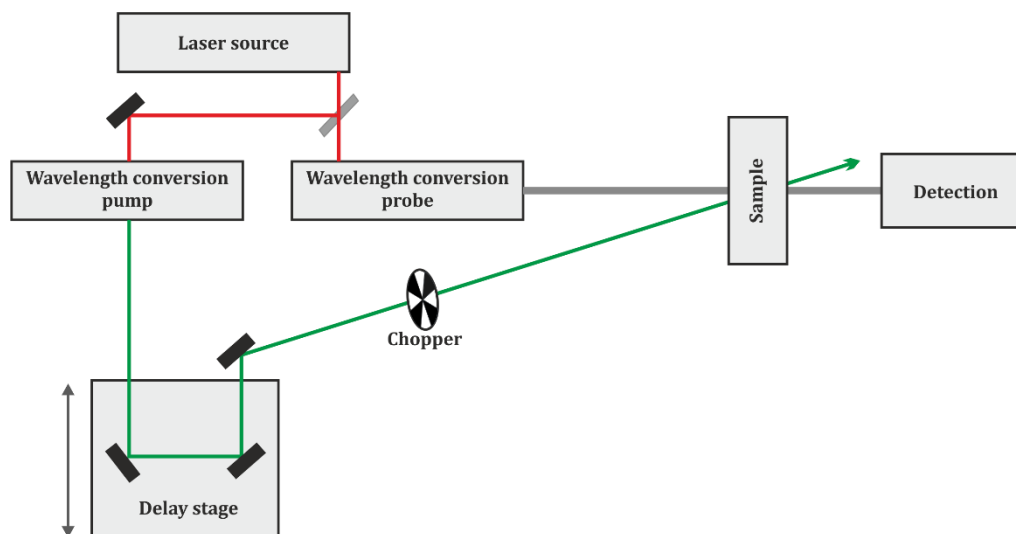 Laser source
Wavelength conversion
pump
Wavelength conversion
probe
Sample
Detection
Chopper
Delay stage